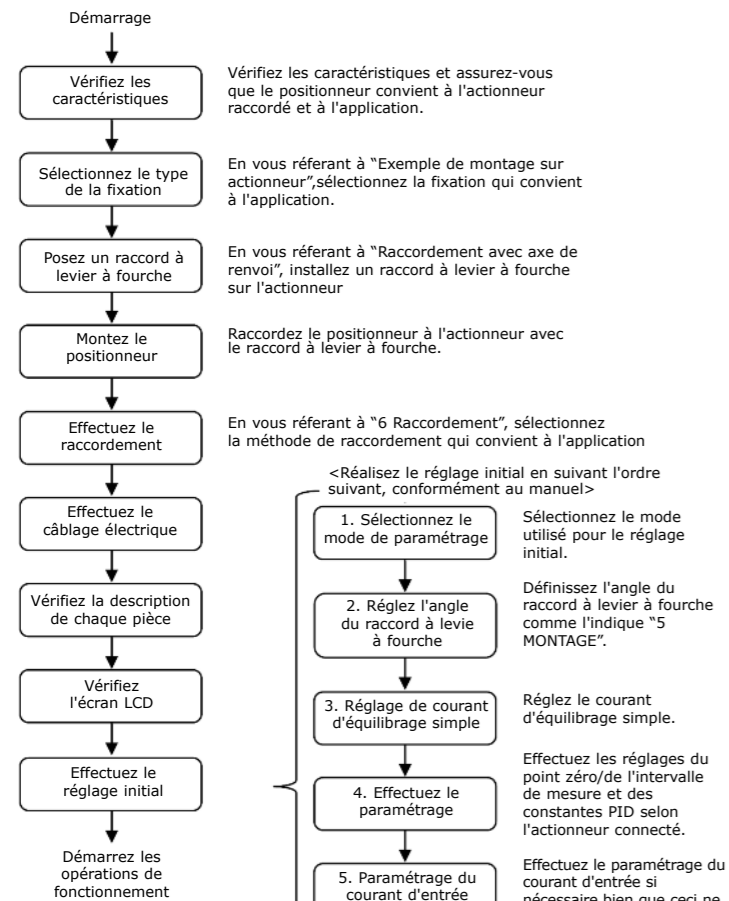 Démarrage
Vérifiez les
caractéristiques
Vérifiez les caractéristiques et assurez-vous
que le positionneur convient à l'actionneur
raccordé et à l'application.
Sélectionnez le type
de la fixation
En vous réferant à “Exemple de montage sur
actionneur”,sélectionnez la fixation qui convient
à l'application.
Posez un raccord à
levier à fourche
En vous réferant à “Raccordement avec axe de
renvoi”, installez un raccord à levier à fourche
sur l'actionneur
Montez le
positionneur
Raccordez le positionneur à l'actionneur avec
le raccord à levier à fourche.
Effectuez le
raccordement
En vous réferant à “6 Raccordement”, sélectionnez
la méthode de raccordement qui convient à l'application
Effectuez le
câblage électrique
Vérifiez la description
de chaque pièce
Vérifiez
l'écran LCD
Effectuez le
réglage initial
Démarrez les
opérations de
fonctionnement
<Réalisez le réglage initial en suivant l'ordre
suivant, conformément au manuel>
1. Sélectionnez le
mode de paramétrage
Sélectionnez le mode
utilisé pour le réglage
initial.
2. Réglez l'angle
du raccord à levie
à fourche
Définissez l'angle du
raccord à levier à fourche
comme l'indique “5
MONTAGE”.
3. Réglage de courant
d'équilibrage simple
Réglez le courant
d'équilibrage simple.
4. Effectuez le
paramétrage
Effectuez les réglages du
point zéro/de l'intervalle
de mesure et des
constantes PID selon
l'actionneur connecté.
5. Paramétrage du
courant d'entrée
Effectuez le paramétrage du
courant d'entrée si
nécessaire bien que ceci ne